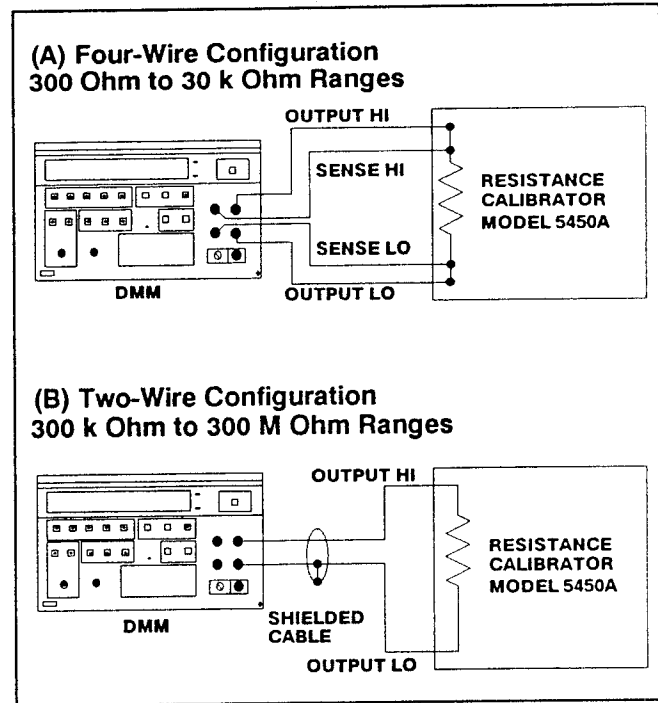 (A) Four-Wire Configuration
300 Ohm to 30 k Ohm Ranges
OUTPUT HI
SENSE HI
RESISTANCE
CALIBRATOR
MODEL 5450A
SENSE LO
DMM
OUTPUT LO
(B) Two-Wire Configuration
300 k Ohm to 300 M Ohm Ranges
OUTPUT HI
RESISTANCE
CALIBRATOR
MODEL 5450A
DMM
SHIELDED
CABLE
OUTPUT LO